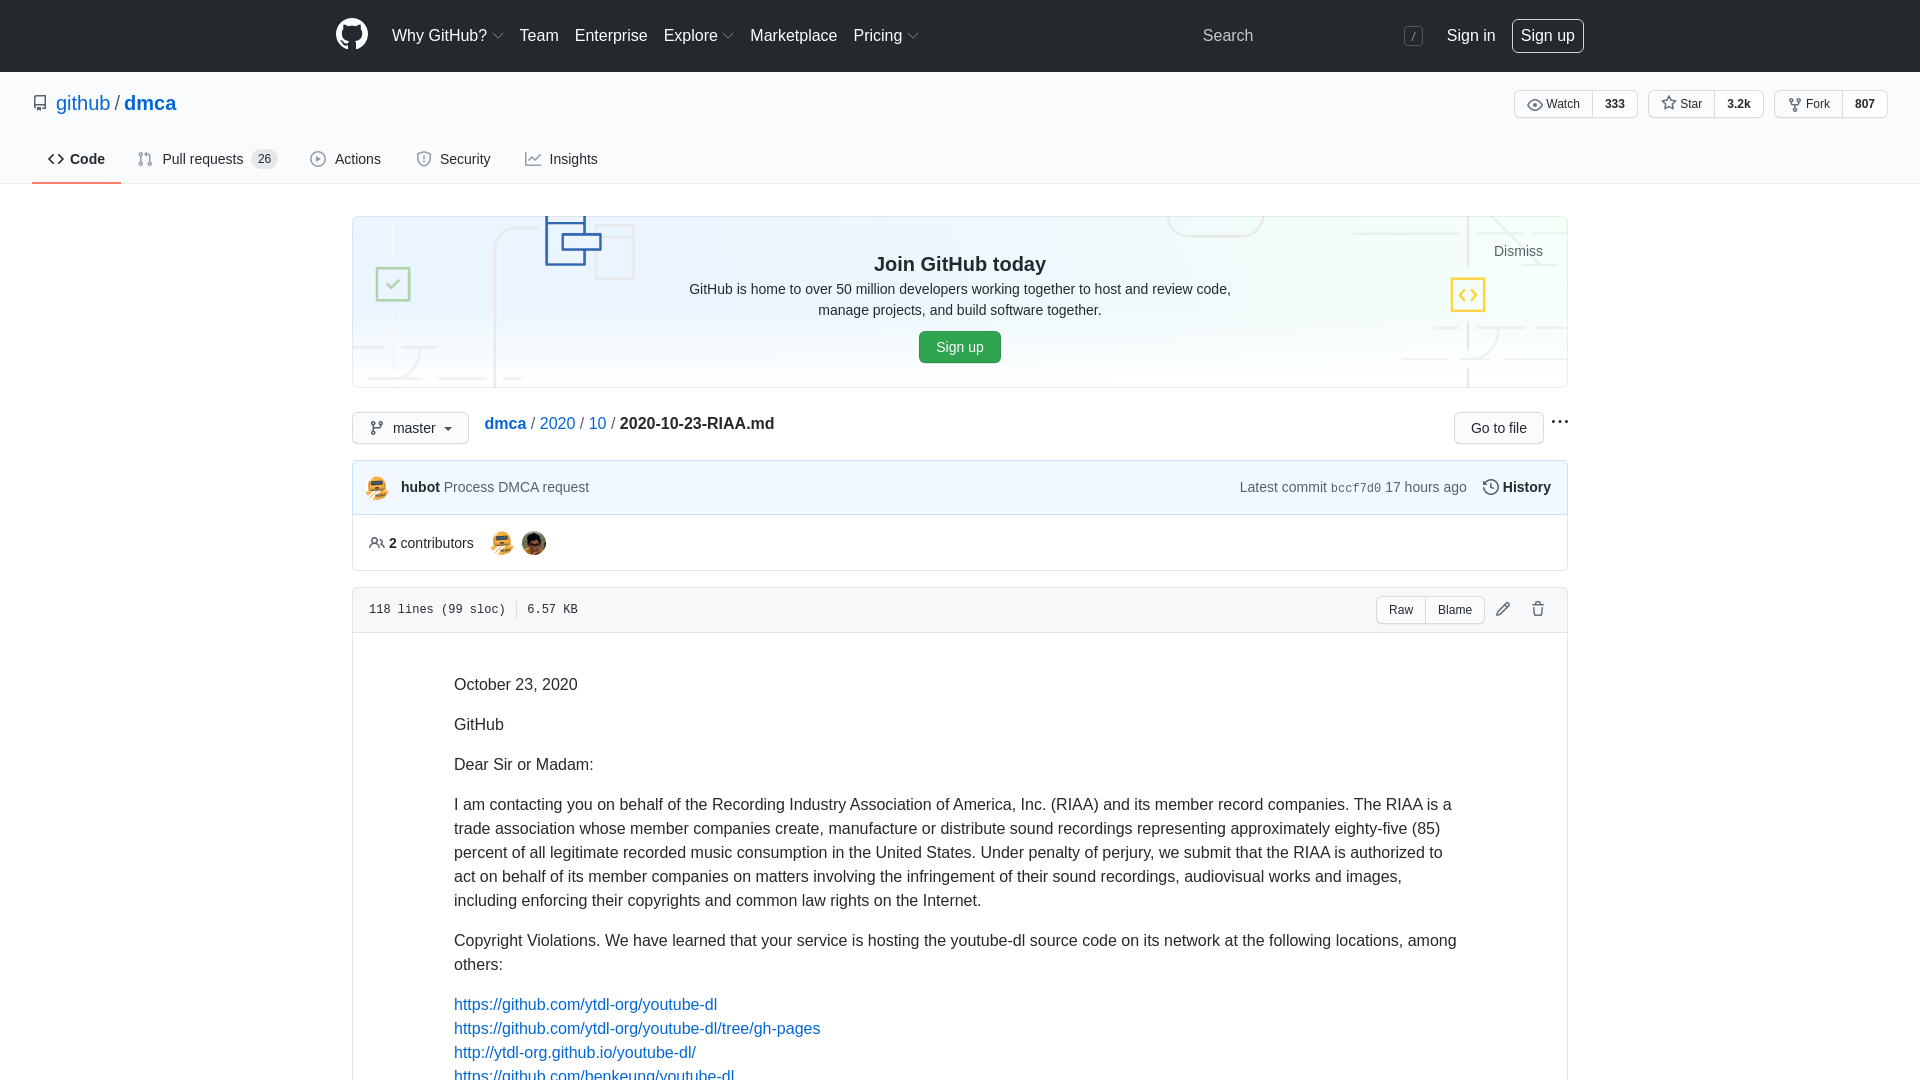 Why GitHub? Team Enterprise Explore Marketplace Pricing Search / Sign in Sign up
github / dmca Watch 333 Star 3.2k Fork 807
Code Pull requests 26 Actions Security Insights
Dismiss
Join GitHub today
GitHub is home to over 50 million developers working together to host and review code,
manage projects, and build software together.
Sign up
master dmca / 2020 / 10 / 2020-10-23-RIAA.md Go to file ...
hubot Process DMCA request Latest commit bccf7d0 17 hours ago History
2 contributors
118 lines (99 sloc) 6.57 KB Raw Blame
October 23, 2020
GitHub
Dear Sir or Madam:
I am contacting you on behalf of the Recording Industry Association of America, Inc. (RIAA) and its member record companies. The RIAA is a
trade association whose member companies create, manufacture or distribute sound recordings representing approximately eighty-five (85)
percent of all legitimate recorded music consumption in the United States. Under penalty of perjury, we submit that the RIAA is authorized to
act on behalf of its member companies on matters involving the infringement of their sound recordings, audiovisual works and images,
including enforcing their copyrights and common law rights on the Internet.
Copyright Violations. We have learned that your service is hosting the youtube-dl source code on its network at the following locations, among
others:
https://github.com/ytdl-org/youtube-dl
https://github.com/ytdl-org/youtube-dl/tree/gh-pages
http://ytdl-org.github.io/youtube-dl/
https://github.com/benkeung/youtube-dl